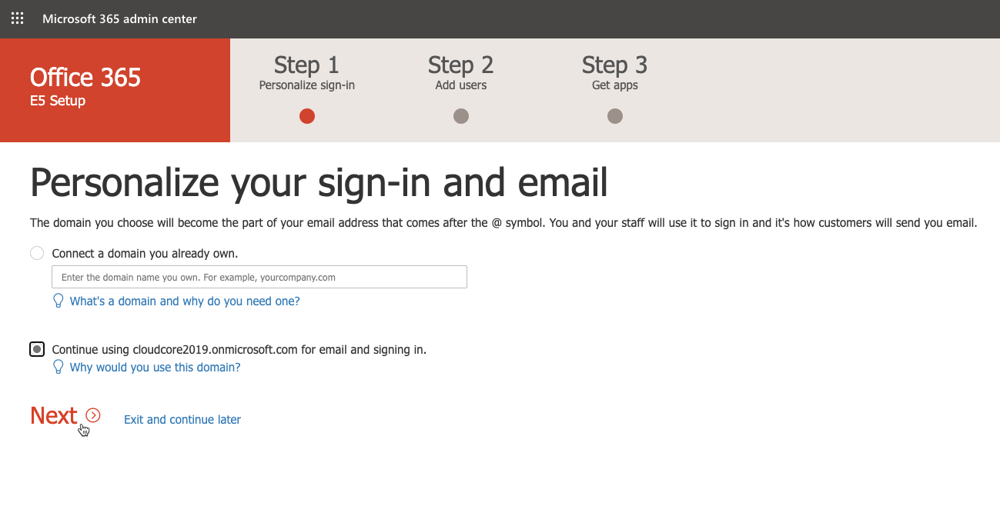 Microsoft 365 admin center
Office 365
E5 Setup
Step 1
Personalize sign-in
Step 2
Add users
Step 3
Get apps
Personalize your sign-in and email
The domain you choose will become the part of your email address that comes after the @ symbol. You and your staff will use it to sign in and it's how customers will send you email.
Connect a domain you already own.
Enter the domain name you own. For example, yourcompany.com
What's a domain and why do you need one?
Continue using cloudcore2019.onmicrosoft.com for email and signing in.
Why would you use this domain?
Next
Exit and continue later